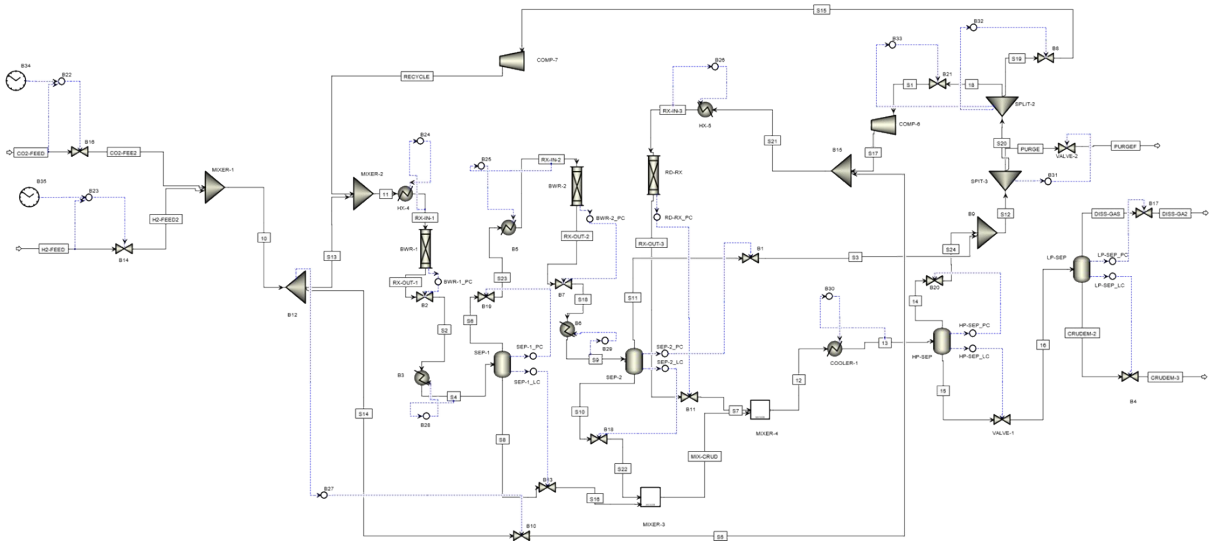 S15
B32
B33
B8
S19
COMP-7
B21
18
S1
B26
B34
B22
RECYCLE
SPLIT-2
RX-IN-3
HX-5
COMP-6
B24
S20
S21
S17
PURGE
PURGEF
CO2-FEED
B16
CO2-FEE2
B25
RX-IN-2
B15
VALVE-2
MIXER-1
MIXER-2
BWR-2
RD-RX
SPIT-3
B31
B35
B23
11
HX-4
B17
H2-FEED2
RX-IN-1
BWR-2_PC
RD-RX_PC
S12
DISS-GAS
DISS-GA2
B5
B9
H2-FEED
B14
10
BWR-1
RX-OUT-2
RX-OUT-3
S24
S13
B1
S3
LP-SEP
LP-SEP_PC
S23
RX-OUT-1
BWR-1_PC
B7
LP-SEP_LC
B2
B18
S18
S11
B30
14
B20
B12
S6
B6
CRUDEM-2
S2
HP-SEP_PC
SEP-1
SEP-1_PC
B29
SEP-2_PC
13
16
S9
SEP-2
SEP-2_LC
HP-SEP
HP-SEP_LC
B3
SEP-1_LC
COOLER-1
CRUDEM-3
S4
12
15
B4
S14
B28
S10
B11
S7
S8
B19
MIXER-4
VALVE-1
MIX-CRUD
S22
B13
B27
S16
MIXER-3
B10
S5